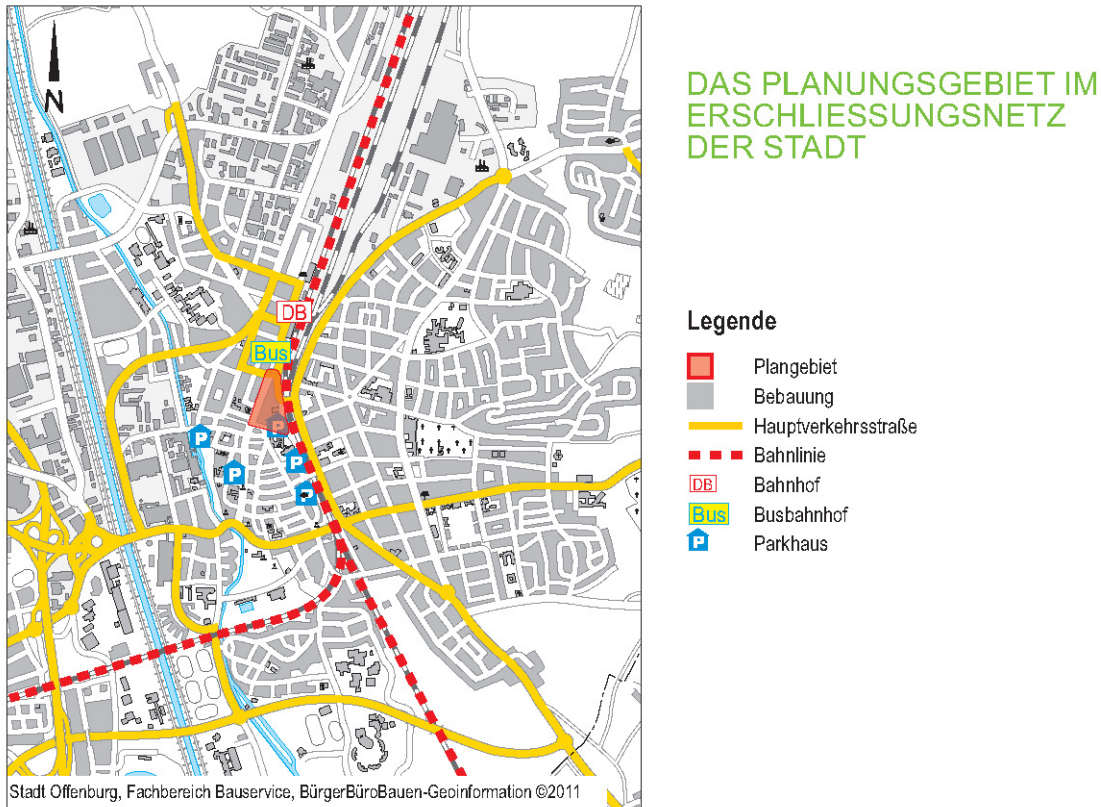 N
DAS PLANUNGSGEBIET IM
ERSCHLIESSUNGSNETZ
DER STADT
DB
Bus
P
P
P
P
P
Legende
Plangebiet
Bebauung
Hauptverkehrsstraße
Bahnlinie
DB Bahnhof
Bus Busbahnhof
P Parkhaus
Stadt Offenburg, Fachbereich Bauservice, BürgerBüroBauen-Geoinformation ©2011